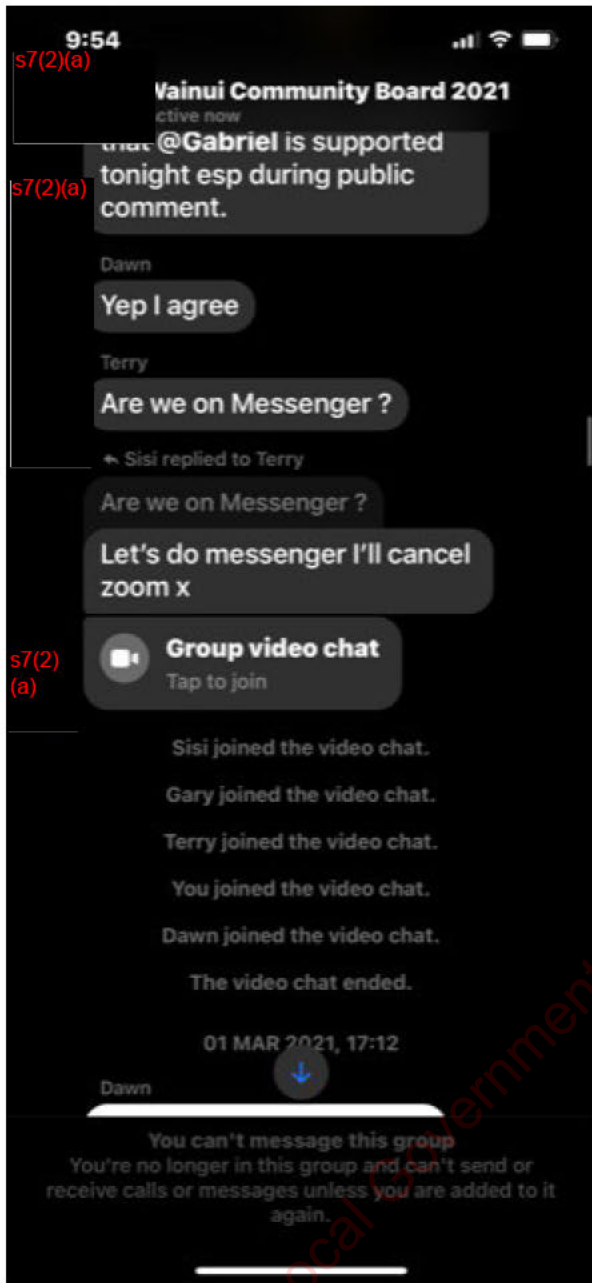 9:54
s7(2)(a)
Wainui Community Board 2021
active now
that @Gabriel is supported
tonight esp during public
comment.
s7(2)(a)
Dawn
Yep I agree
Terry
Are we on Messenger ?
Sisi replied to Terry
Are we on Messenger ?
Let's do messenger I'll cancel
zoom x
s7(2)
(a)
Group video chat
Tap to join
Sisi joined the video chat.
Gary joined the video chat.
Terry joined the video chat.
You joined the video chat.
Dawn joined the video chat.
The video chat ended.
01 MAR 2021, 17:12
Dawn
You can't message this group
You're no longer in this group and can't send or
receive calls or messages unless you are added to it
again.
ocal Government